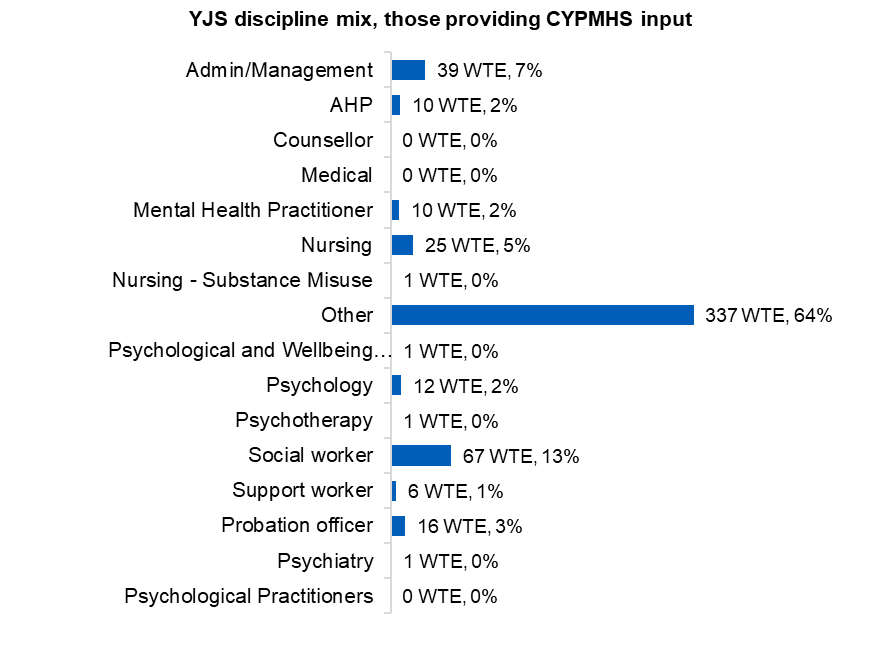 YJS discipline mix, those providing CYPMHS input
Admin/Management 39 WTE, 7%
AHP 10 WTE, 2%
Counsellor 0 WTE, 0%
Medical 0 WTE, 0%
Mental Health Practitioner 10 WTE, 2%
Nursing 25 WTE, 5%
Nursing - Substance Misuse 1 WTE, 0%
Other 337 WTE, 64%
Psychological and Wellbeing… 1 WTE, 0%
Psychology 12 WTE, 2%
Psychotherapy 1 WTE, 0%
Social worker 67 WTE, 13%
Support worker 6 WTE, 1%
Probation officer 16 WTE, 3%
Psychiatry 1 WTE, 0%
Psychological Practitioners 0 WTE, 0%